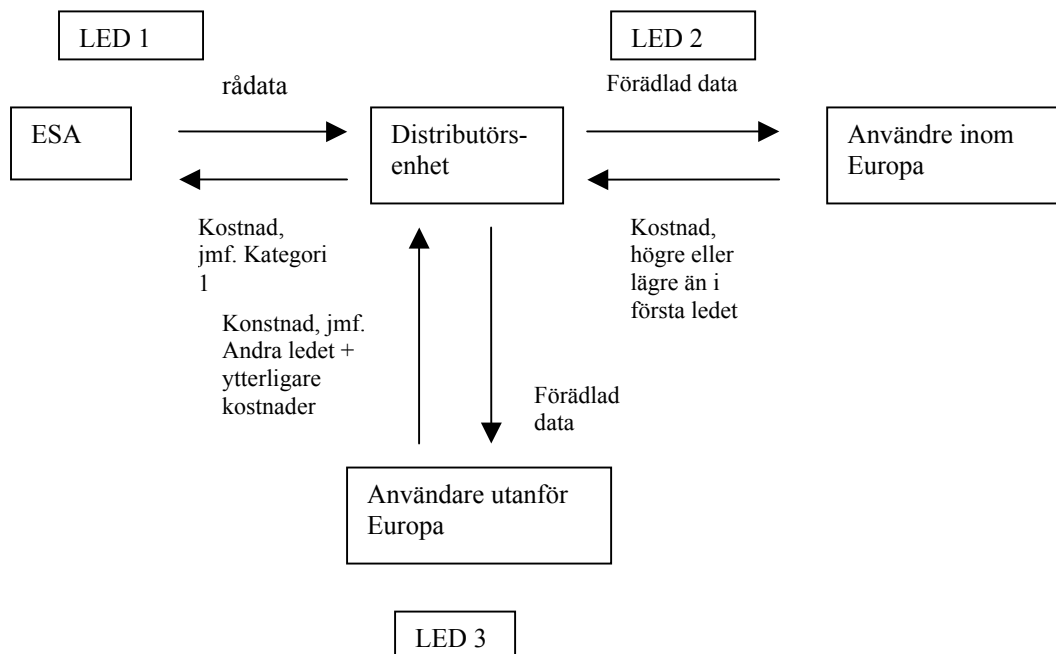 LED 1
LED 2
rådata
Förädlad data
ESA
Distributörs-
enhet
Användre inom
Europa
Kostnad,
jmf. Kategori
1
Kostnad,
högre eller
lägre än i
första ledet
Konstnad, jmf.
Andra ledet +
ytterligare
kostnader
Förädlad
data
Användare utanför
Europa
LED 3